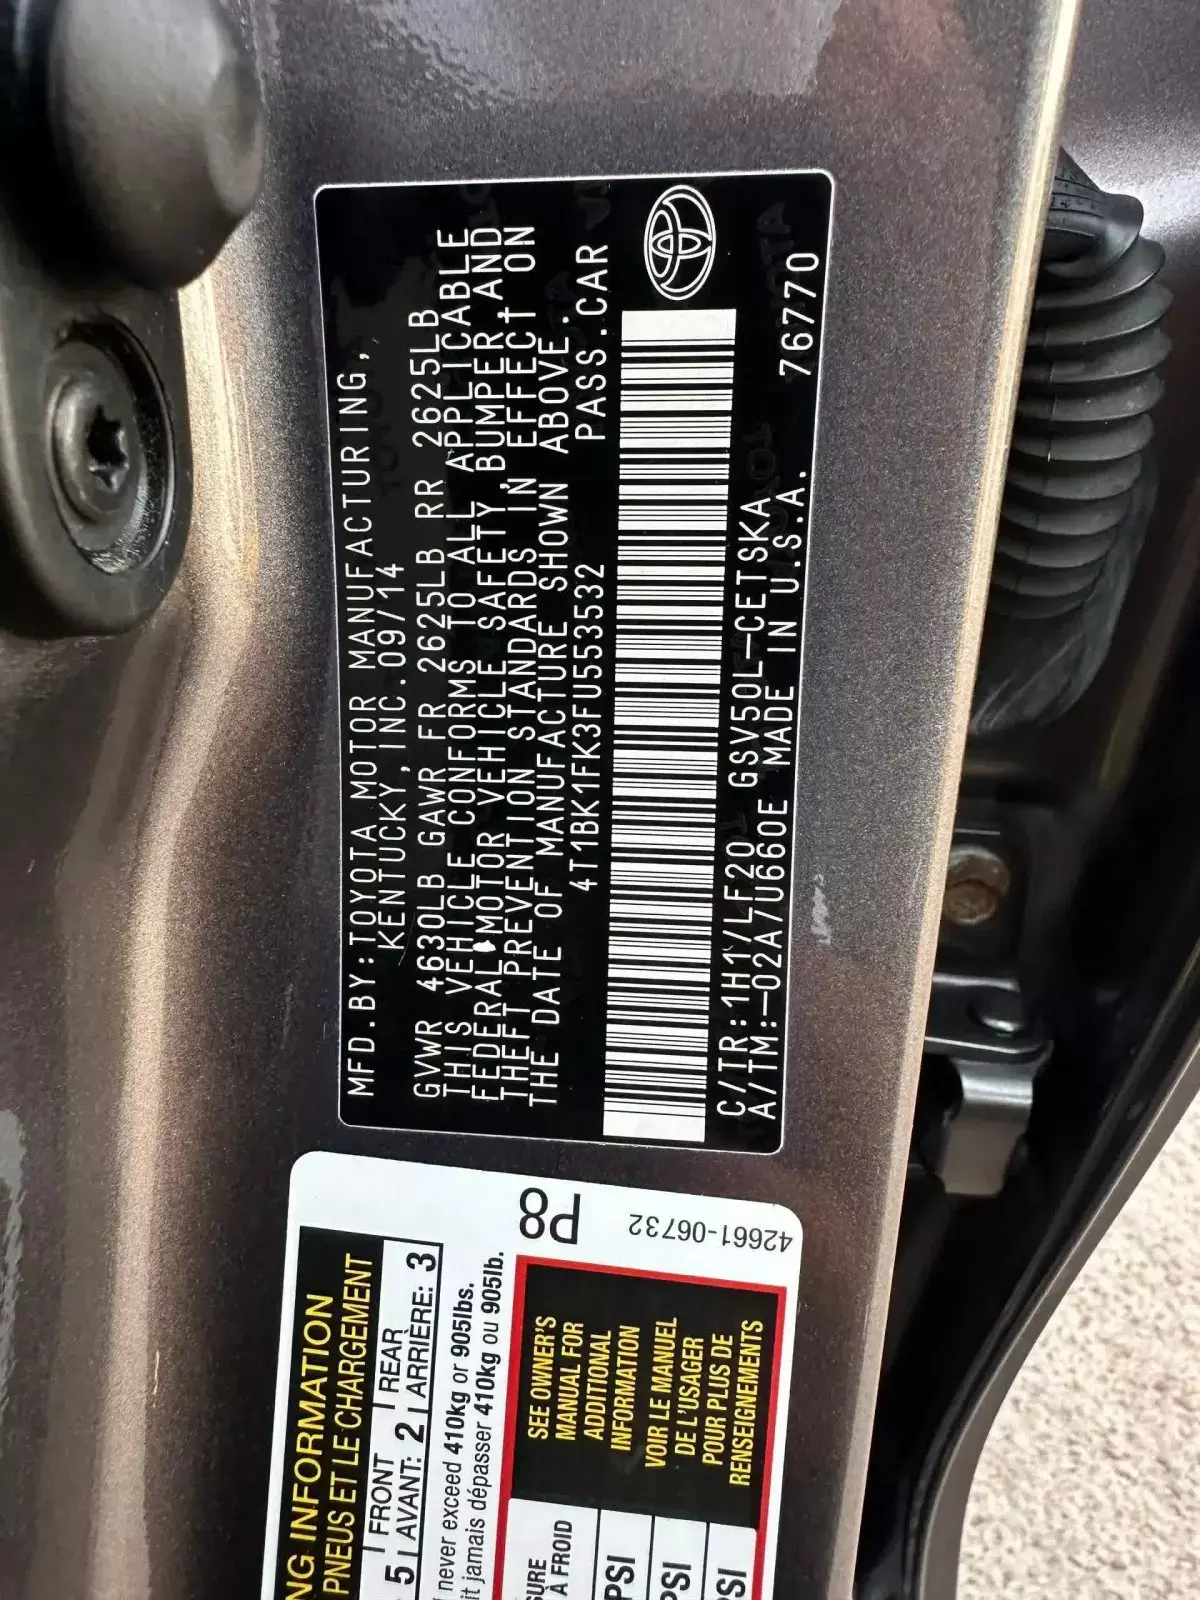 MFD.BY:TOYOTA MOTOR MANUFACTURING,
KENTUCKY,INC.09/14
GVWR 4630LB GAWR FR 2625LB RR 2625LB
THIS VEHICLE CONFORMS TO ALL APPLICABLE
FEDERAL MOTOR VEHICLE SAFETY,BUMPER,AND
THEFT PREVENTION STANDARDS IN EFFECT ON
THE DATE OF MANUFACTURE SHOWN ABOVE.
4T1BK1FK3FU553532 PASS.CAR
C/TR:1H1/LF20 GSV50L-CETSKA 76770
A/TM:-02A/U660E MADE IN U.S.A.
P8
42661-06732
INFORMATION
PNEUS ET LE CHARGEMENT
5 FRONT AVANT: 2 REAR ARRIÈRE: 3
never exceed 410kg or 905lbs.
jamais dépasser 410kg ou 905lb.
SEE OWNER'S
MANUAL FOR
ADDITIONAL
INFORMATION
VOIR LE MANUEL
DE L'USAGER
POUR PLUS DE
RENSEIGNEMENTS
À FROID
PSI
PSI